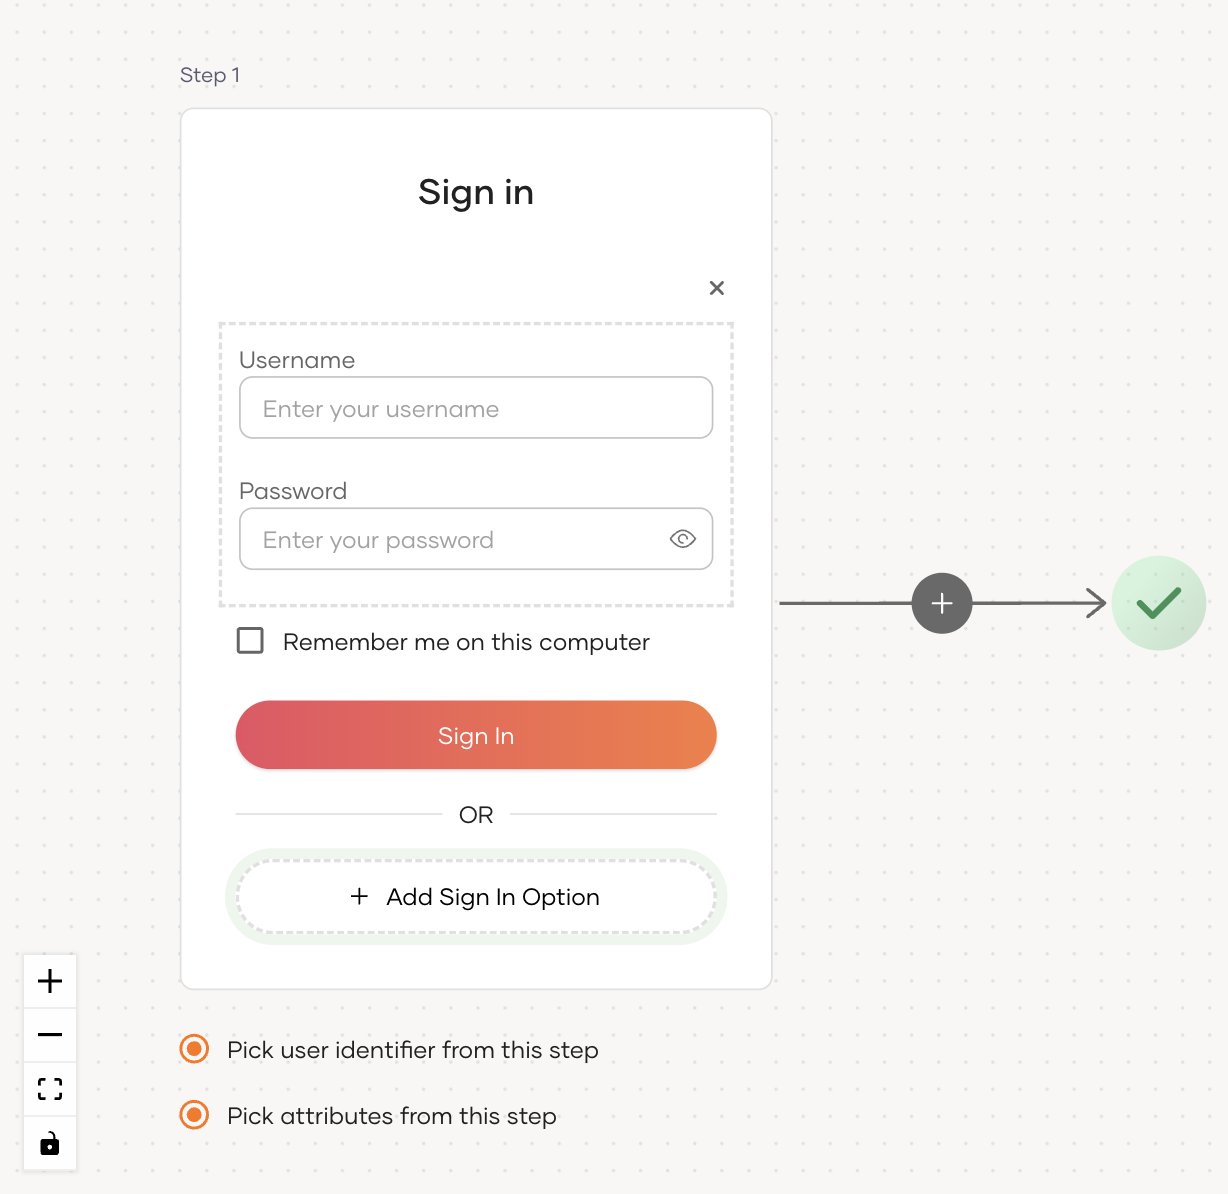 Step 1
Sign in
Username
Enter your username
Password
Enter your password
Remember me on this computer
Sign In
OR
Add Sign In Option
Pick user identifier from this step
Pick attributes from this step